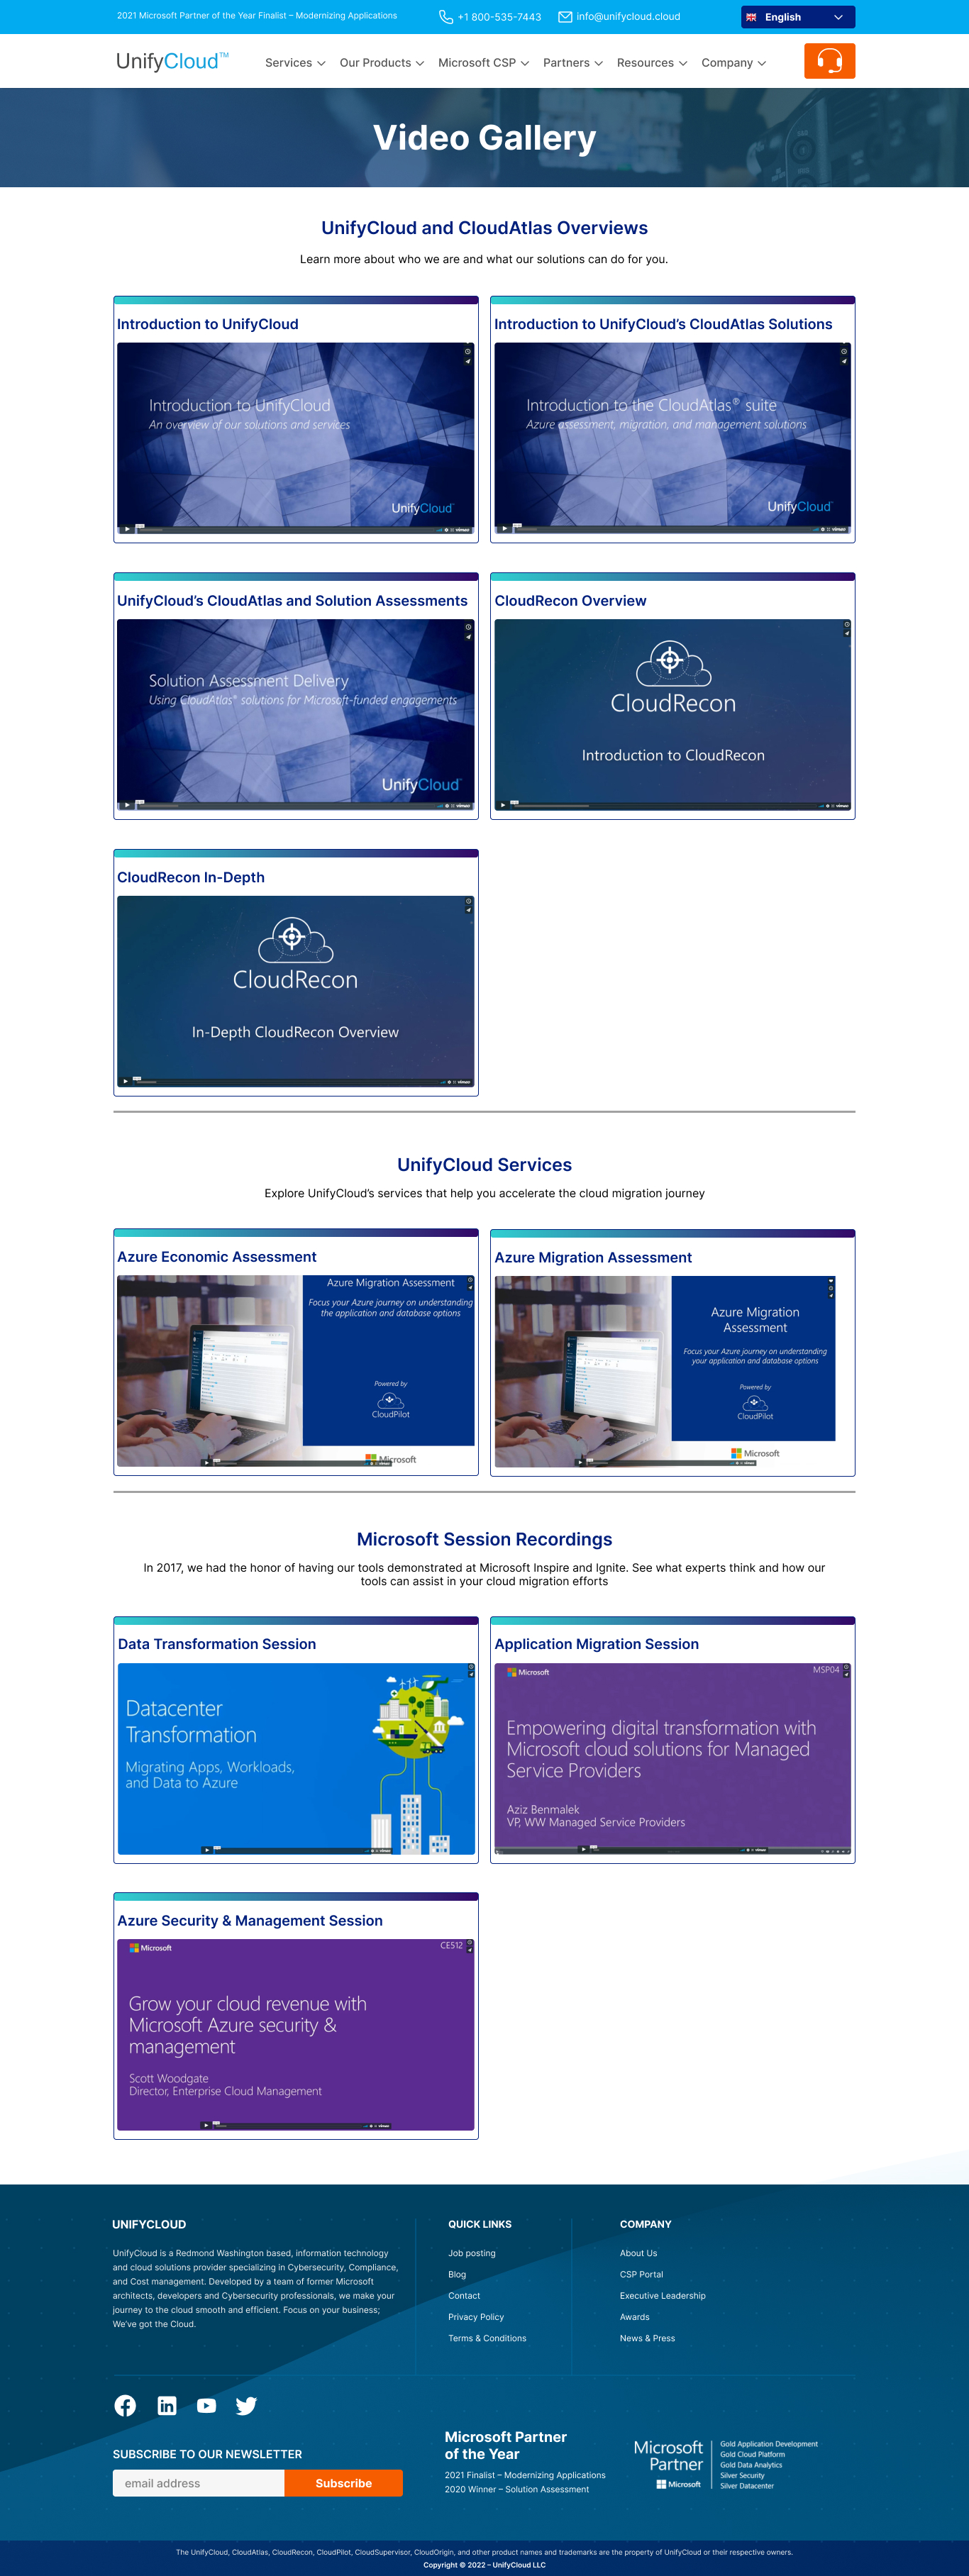 2021 Microsoft Partner of the Year Finalist – Modernizing Applications
+1 800-535-7443
info@unifycloud.cloud
English
UnifyCloud™
Services
Our Products
Microsoft CSP
Partners
Resources
Company
Video Gallery
UnifyCloud and CloudAtlas Overviews
Learn more about who we are and what our solutions can do for you.
Introduction to UnifyCloud
Introduction to UnifyCloud
An overview of our solutions and services
UnifyCloud
Introduction to UnifyCloud’s CloudAtlas Solutions
Introduction to the CloudAtlas® suite
Azure assessment, migration, and management solutions
UnifyCloud
UnifyCloud’s CloudAtlas and Solution Assessments
Solution Assessment Delivery
Using CloudAtlas® solutions for Microsoft-funded engagements
UnifyCloud
CloudRecon Overview
CloudRecon
Introduction to CloudRecon
CloudRecon In-Depth
CloudRecon
In-Depth CloudRecon Overview
UnifyCloud Services
Explore UnifyCloud’s services that help you accelerate the cloud migration journey
Azure Economic Assessment
Azure Migration Assessment
Focus your Azure journey on understanding
the application and database options
Powered by
CloudPilot
Microsoft
Azure Migration Assessment
Azure Migration
Assessment
Focus your Azure journey on understanding
your application and database options
Powered by
CloudPilot
Microsoft
Microsoft Session Recordings
In 2017, we had the honor of having our tools demonstrated at Microsoft Inspire and Ignite. See what experts think and how our
tools can assist in your cloud migration efforts
Data Transformation Session
Datacenter
Transformation
Migrating Apps, Workloads,
and Data to Azure
Application Migration Session
Microsoft
MSP04
Empowering digital transformation with
Microsoft cloud solutions for Managed
Service Providers
Aziz Benmalek
VP, WW Managed Service Providers
Azure Security & Management Session
Microsoft
CE512
Grow your cloud revenue with
Microsoft Azure security &
management
Scott Woodgate
Director, Enterprise Cloud Management
UNIFYCLOUD
UnifyCloud is a Redmond Washington based, information technology
and cloud solutions provider specializing in Cybersecurity, Compliance,
and Cost management. Developed by a team of former Microsoft
architects, developers and Cybersecurity professionals, we make your
journey to the cloud smooth and efficient. Focus on your business;
We’ve got the Cloud.
QUICK LINKS
Job posting
Blog
Contact
Privacy Policy
Terms & Conditions
COMPANY
About Us
CSP Portal
Executive Leadership
Awards
News & Press
SUBSCRIBE TO OUR NEWSLETTER
email address
Subscribe
Microsoft Partner
of the Year
2021 Finalist – Modernizing Applications
2020 Winner – Solution Assessment
Microsoft
Partner
Microsoft
Gold Application Development
Gold Cloud Platform
Gold Data Analytics
Silver Security
Silver Datacenter
The UnifyCloud, CloudAtlas, CloudRecon, CloudPilot, CloudSupervisor, CloudOrigin, and other product names and trademarks are the property of UnifyCloud or their respective owners.
Copyright © 2022 – UnifyCloud LLC